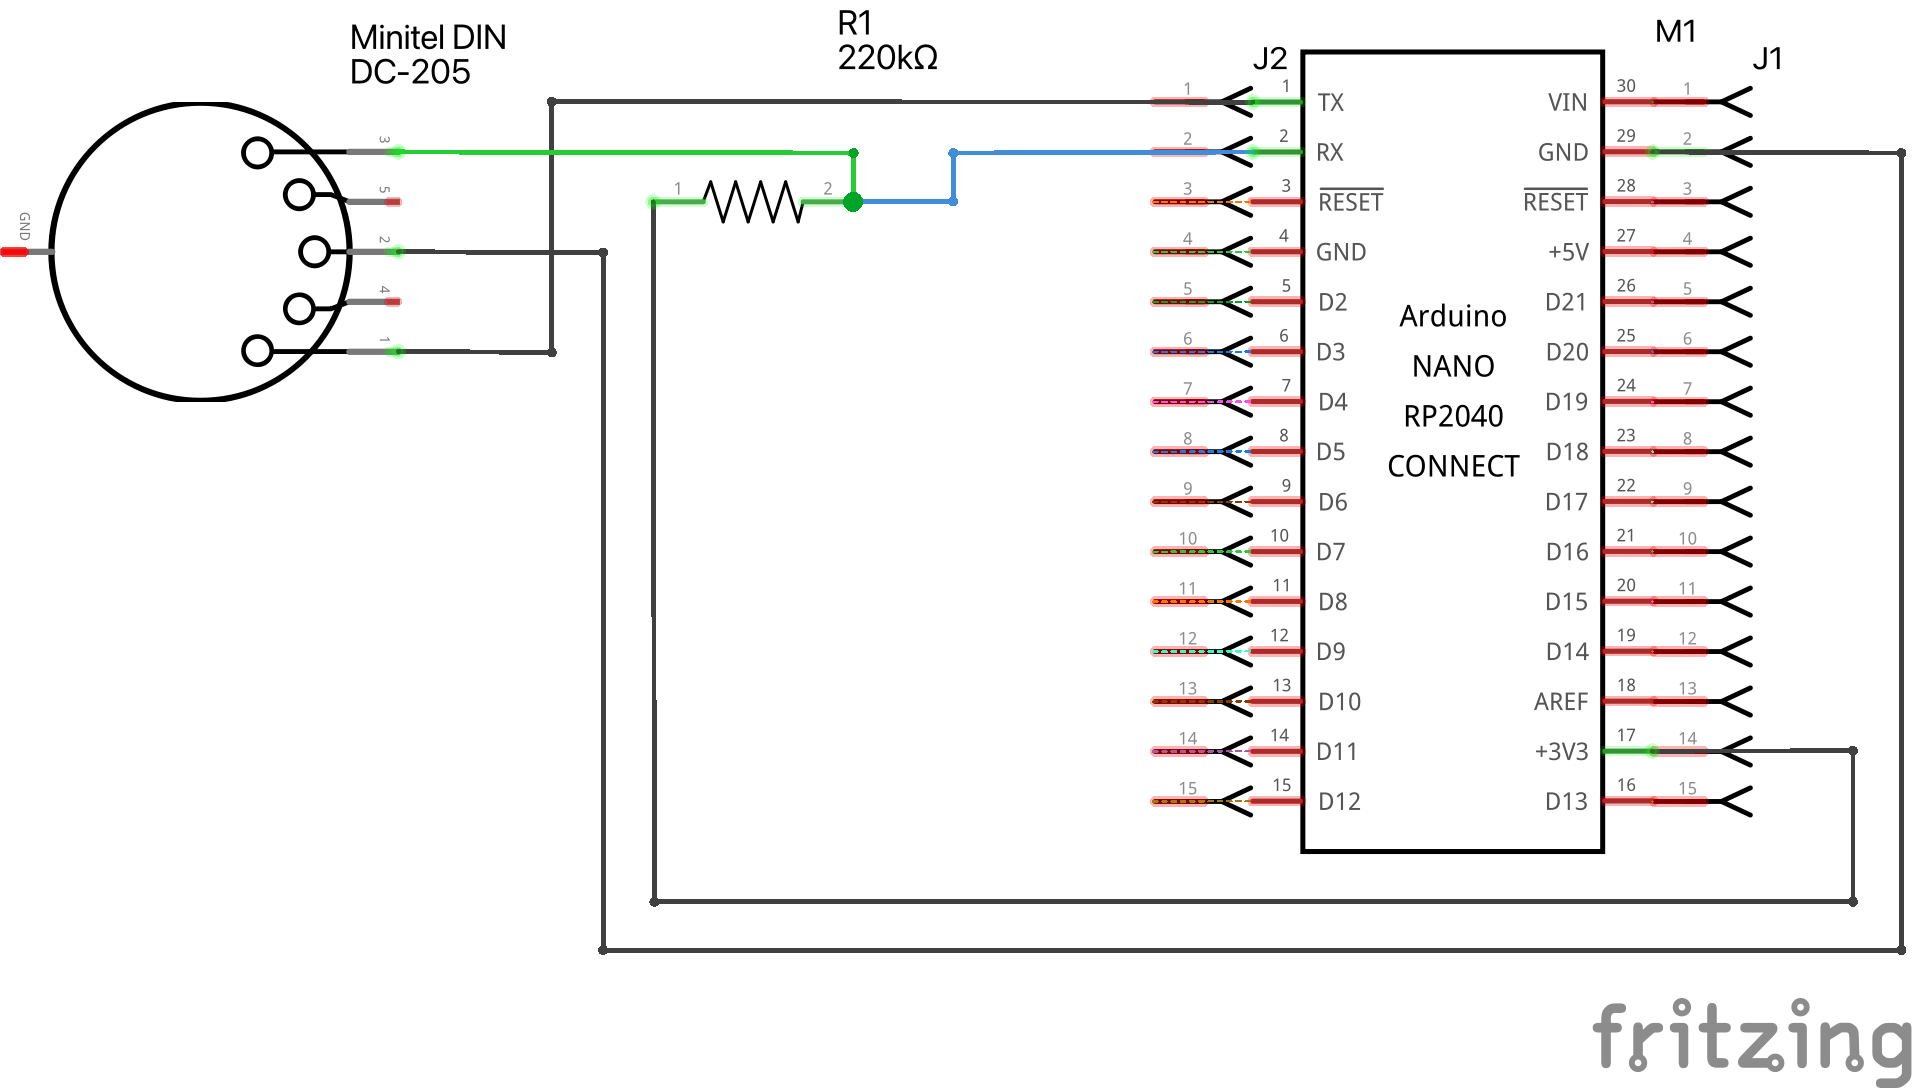 Minitel DIN
DC-205
GND
3
5
2
4
1
R1
220kΩ
1
2
J2
M1
J1
1 1 TX VIN 30 1
2 2 RX GND 29 2
3 3 RESET RESET 28 3
4 4 GND +5V 27 4
5 5 D2 D21 26 5
6 6 D3 D20 25 6
7 7 D4 D19 24 7
8 8 D5 D18 23 8
9 9 D6 D17 22 9
10 10 D7 D16 21 10
11 11 D8 D15 20 11
12 12 D9 D14 19 12
13 13 D10 AREF 18 13
14 14 D11 +3V3 17 14
15 15 D12 D13 16 15
Arduino
NANO
RP2040
CONNECT
fritzing